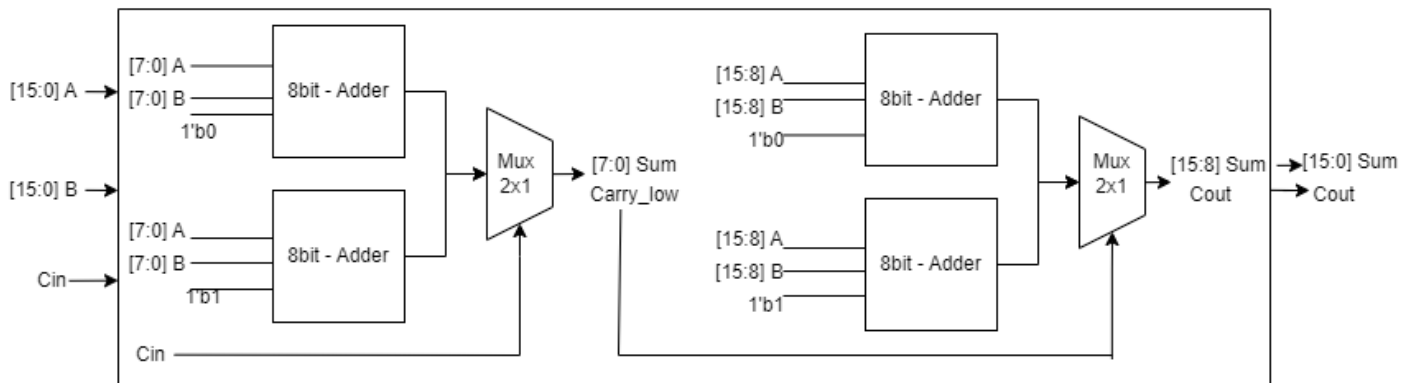 [15:0] A
[15:0] B
Cin
[7:0] A
[7:0] B
1'b0
8bit - Adder
[7:0] A
[7:0] B
1'b1
8bit - Adder
Cin
Mux
2x1
[7:0] Sum
Carry_low
[15:8] A
[15:8] B
1'b0
8bit - Adder
[15:8] A
[15:8] B
1'b1
8bit - Adder
Mux
2x1
[15:8] Sum
Cout
[15:0] Sum
Cout